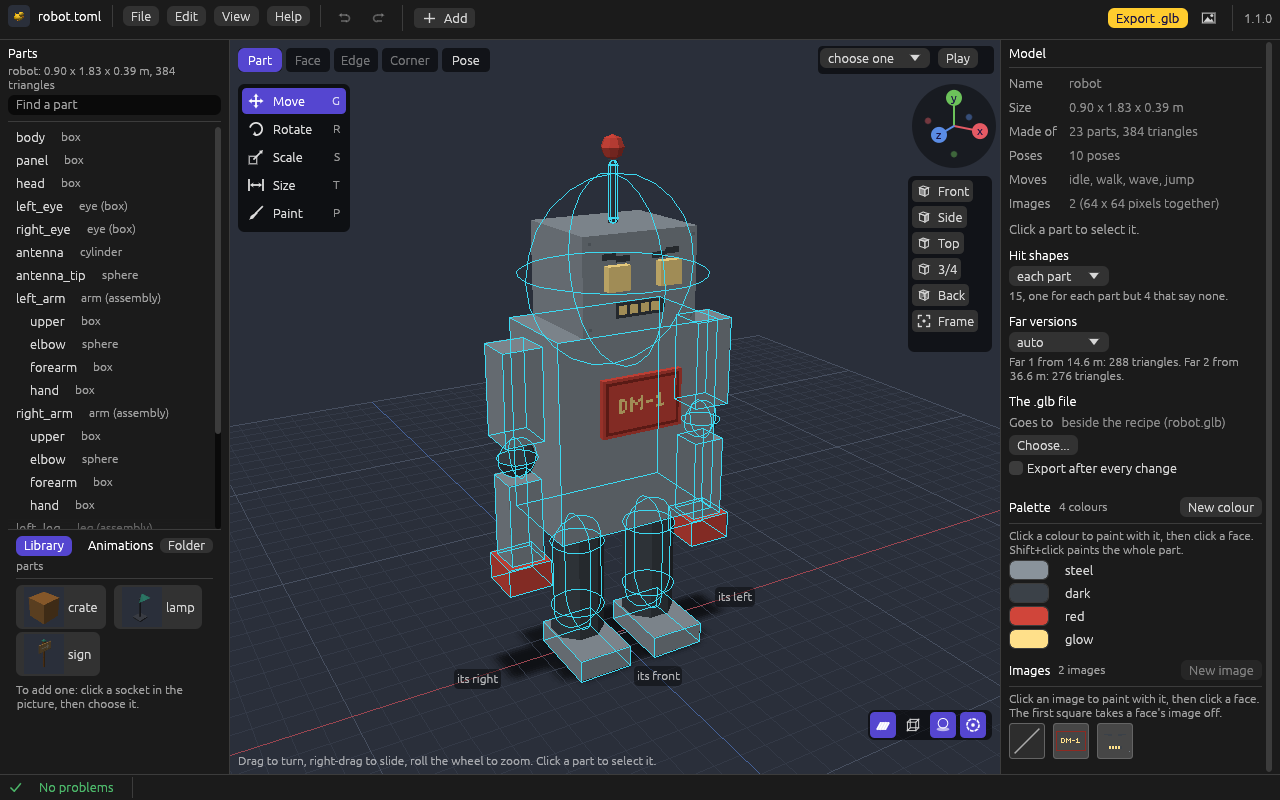 robot.toml File Edit View Help + Add Export .glb 1.1.0
Parts
robot: 0.90 x 1.83 x 0.39 m, 384
triangles
Find a part
body box
panel box
head box
left_eye eye (box)
right_eye eye (box)
antenna cylinder
antenna_tip sphere
left_arm arm (assembly)
upper box
elbow sphere
forearm box
hand box
right_arm arm (assembly)
upper box
elbow sphere
forearm box
hand box
left_leg leg (assembly)
Library Animations Folder
parts
crate lamp
sign
To add one: click a socket in the
picture, then choose it.
Part Face Edge Corner Pose
choose one Play
Move G
Rotate R
Scale S
Size T
Paint P
y
x
z
Front
Side
Top
3/4
Back
Frame
DM-1
its left
its right
its front
Drag to turn, right-drag to slide, roll the wheel to zoom. Click a part to select it.
Model
Name robot
Size 0.90 x 1.83 x 0.39 m
Made of 23 parts, 384 triangles
Poses 10 poses
Moves idle, walk, wave, jump
Images 2 (64 x 64 pixels together)
Click a part to select it.
Hit shapes
each part
15, one for each part but 4 that say none.
Far versions
auto
Far 1 from 14.6 m: 288 triangles. Far 2 from
36.6 m: 276 triangles.
The .glb file
Goes to beside the recipe (robot.glb)
Choose...
Export after every change
Palette 4 colours New colour
Click a colour to paint with it, then click a face.
Shift+click paints the whole part.
steel
dark
red
glow
Images 2 images New image
Click an image to paint with it, then click a face.
The first square takes a face's image off.
DM-1
No problems